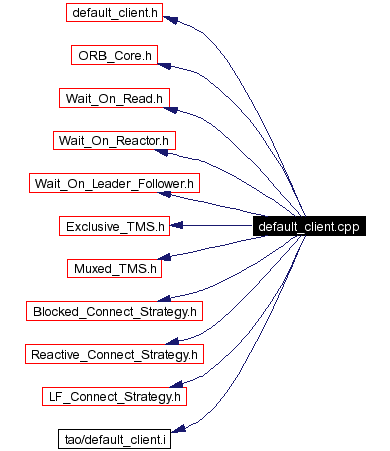 default_client.h
ORB_Core.h
Wait_On_Read.h
Wait_On_Reactor.h
Wait_On_Leader_Follower.h
Exclusive_TMS.h
default_client.cpp
Muxed_TMS.h
Blocked_Connect_Strategy.h
Reactive_Connect_Strategy.h
LF_Connect_Strategy.h
tao/default_client.i